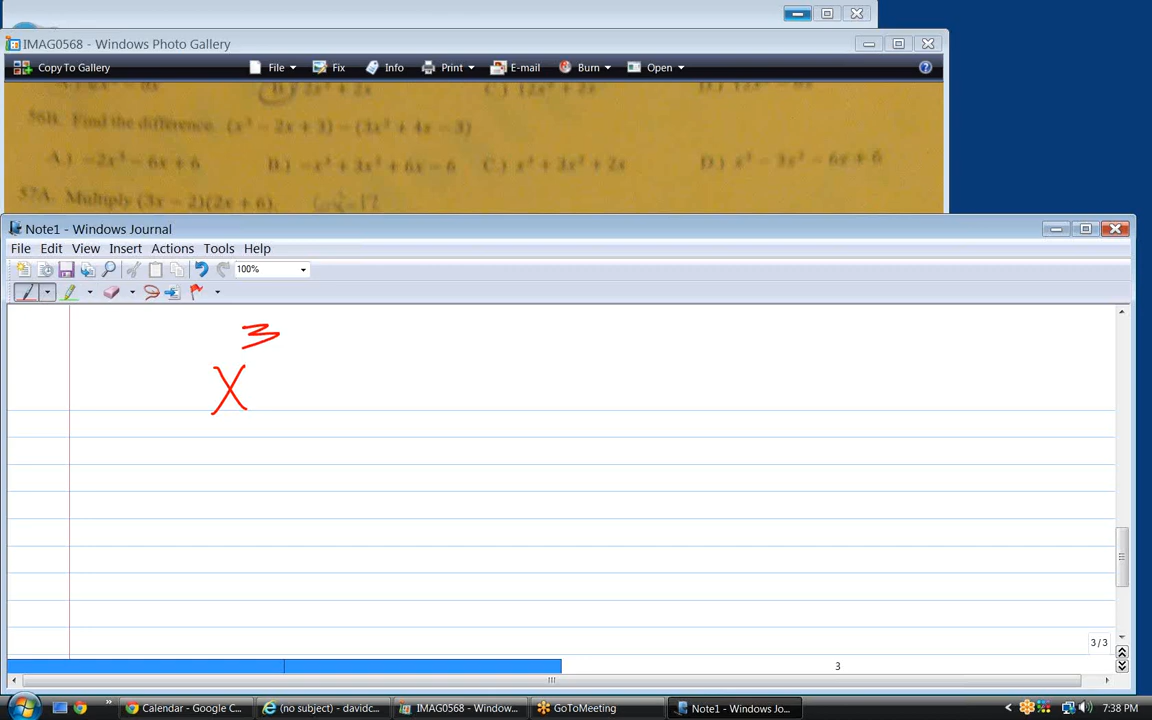 IMAG0568 - Windows Photo Gallery
Copy To Gallery File Fix Info Print E-mail Burn Open
56B. Find the difference. (x³ − 2x + 3) − (3x² + 4x − 3)
A.) −2x³ − 6x + 6 B.) −x³ + 3x² + 6x − 6 C.) x³ + 3x² + 2x D.) x³ − 3x² − 6x + 6
57A. Multiply (3x − 2)(2x + 6).
Note1 - Windows Journal
File Edit View Insert Actions Tools Help
100%
X³
3 / 3
3
Calendar - Google C... (no subject) - davidc... IMAG0568 - Window... GoToMeeting Note1 - Windows Jo... 7:38 PM